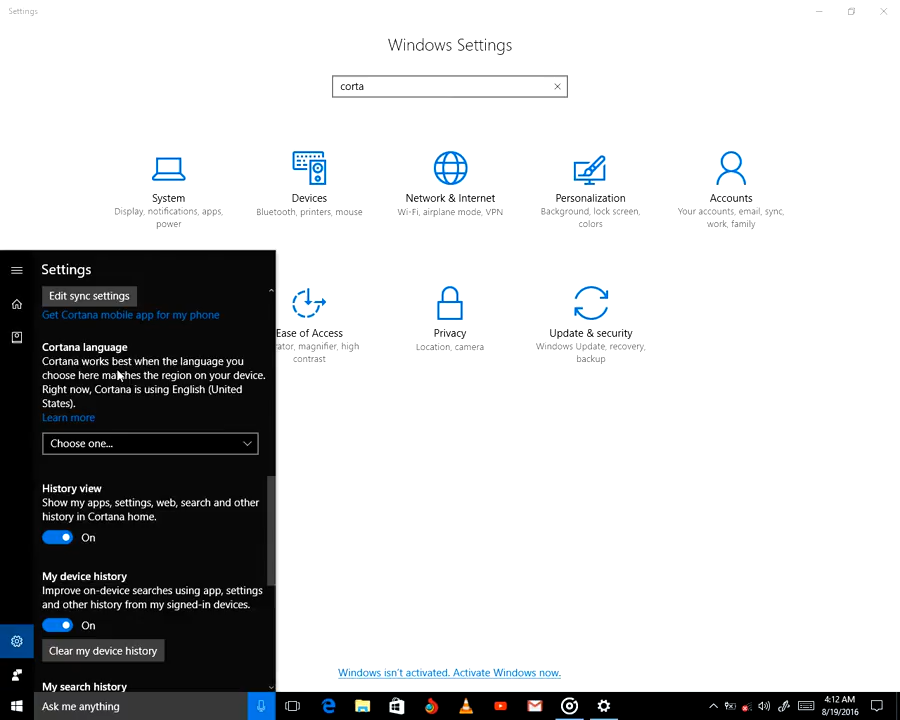 Settings
Windows Settings
corta
System
Display, notifications, apps,
power
Devices
Bluetooth, printers, mouse
Network & Internet
Wi-Fi, airplane mode, VPN
Personalization
Background, lock screen,
colors
Accounts
Your accounts, email, sync,
work, family
Ease of Access
ator, magnifier, high
contrast
Privacy
Location, camera
Update & security
Windows Update, recovery,
backup
Windows isn't activated. Activate Windows now.
Settings
Edit sync settings
Get Cortana mobile app for my phone
Cortana language
Cortana works best when the language you
choose here matches the region on your device.
Right now, Cortana is using English (United
States).
Learn more
Choose one...
History view
Show my apps, settings, web, search and other
history in Cortana home.
On
My device history
Improve on-device searches using app, settings
and other history from my signed-in devices.
On
Clear my device history
My search history
Ask me anything
4:12 AM
8/19/2016